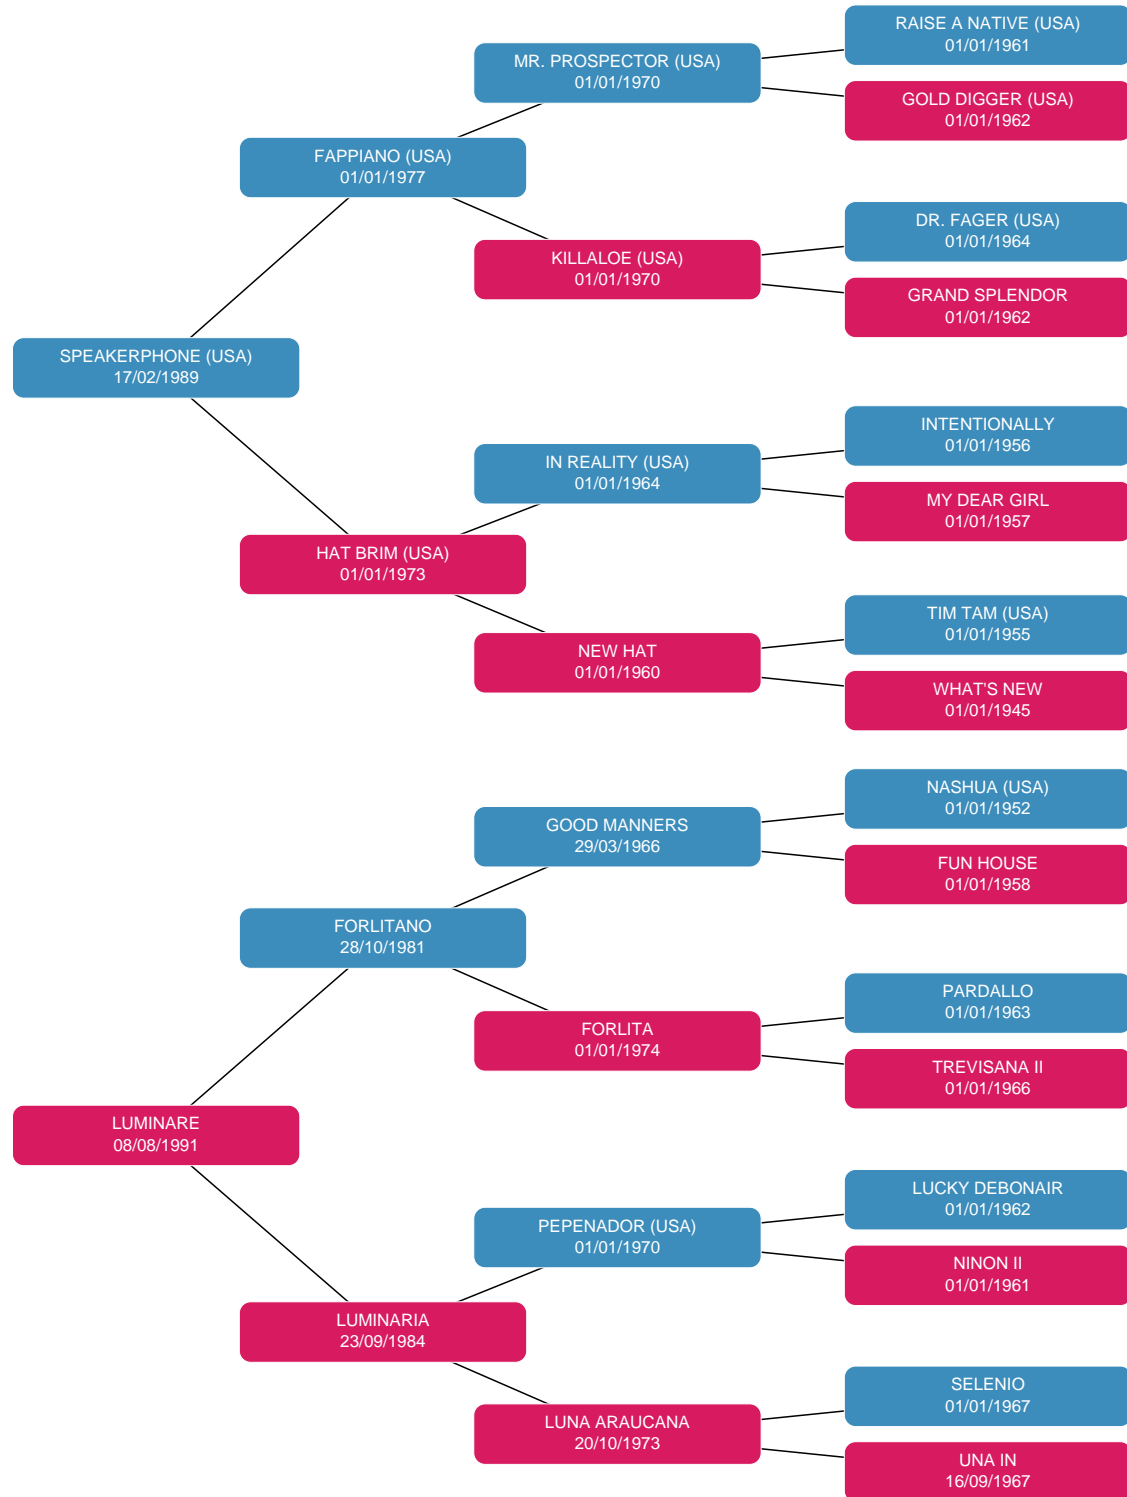 RAISE A NATIVE (USA)
01/01/1961
MR. PROSPECTOR (USA)
01/01/1970
GOLD DIGGER (USA)
01/01/1962
FAPPIANO (USA)
01/01/1977
DR. FAGER (USA)
01/01/1964
KILLALOE (USA)
01/01/1970
GRAND SPLENDOR
01/01/1962
SPEAKERPHONE (USA)
17/02/1989
INTENTIONALLY
01/01/1956
IN REALITY (USA)
01/01/1964
MY DEAR GIRL
01/01/1957
HAT BRIM (USA)
01/01/1973
TIM TAM (USA)
01/01/1955
NEW HAT
01/01/1960
WHAT'S NEW
01/01/1945
NASHUA (USA)
01/01/1952
GOOD MANNERS
29/03/1966
FUN HOUSE
01/01/1958
FORLITANO
28/10/1981
PARDALLO
01/01/1963
FORLITA
01/01/1974
TREVISANA II
01/01/1966
LUMINARE
08/08/1991
LUCKY DEBONAIR
01/01/1962
PEPENADOR (USA)
01/01/1970
NINON II
01/01/1961
LUMINARIA
23/09/1984
SELENIO
01/01/1967
LUNA ARAUCANA
20/10/1973
UNA IN
16/09/1967